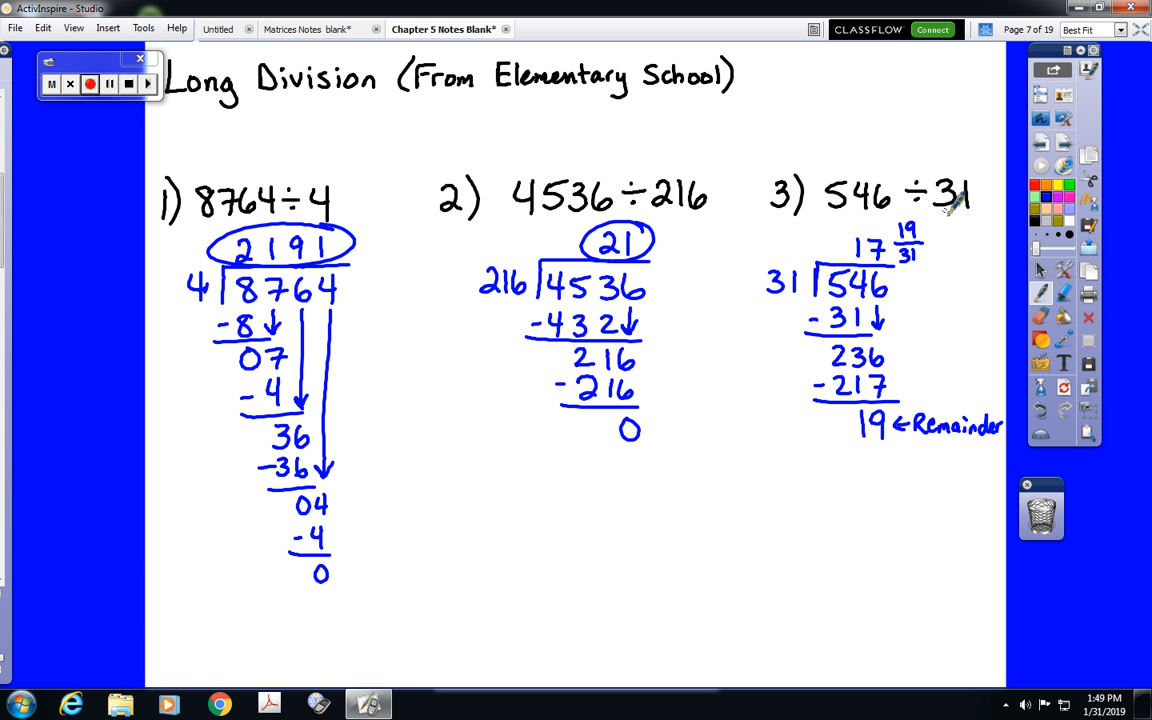 ActivInspire - Studio
File Edit View Insert Tools Help
Untitled Matrices Notes blank* Chapter 5 Notes Blank*
CLASSFLOW Connect
Page 7 of 19 Best Fit
M
Long Division (From Elementary School)
1) 8764 ÷ 4
2191
4 8764
-8
07
-4
36
-36
04
-4
0
2) 4536 ÷ 216
21
216 4536
-432
216
-216
0
3) 546 ÷ 31
17 19/31
31 546
-31
236
-217
19 ← Remainder
1:49 PM
1/31/2019